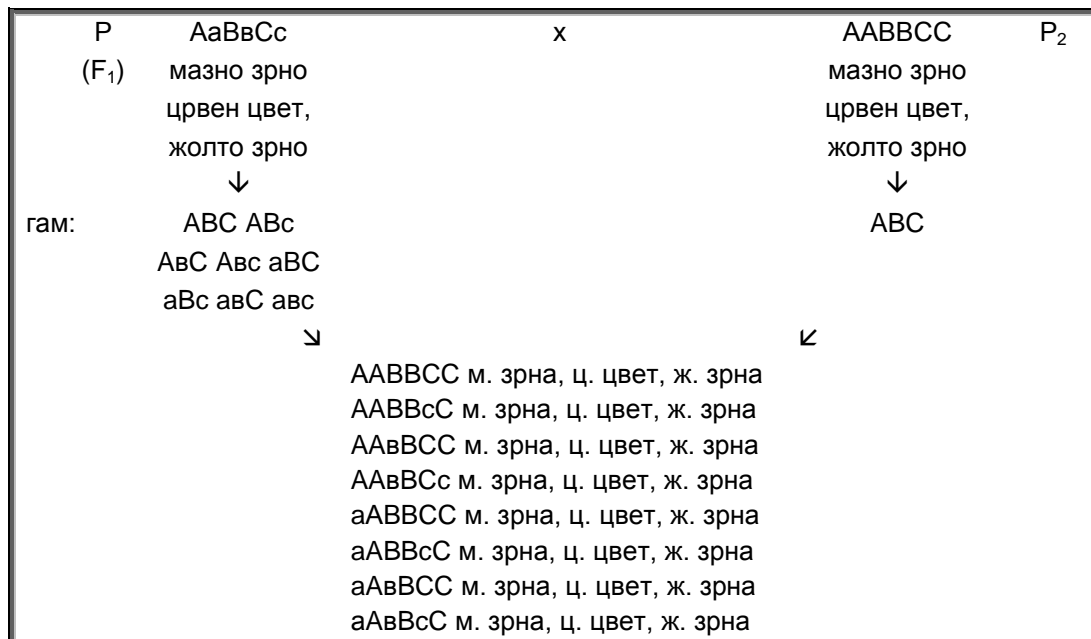 P АаВвСс х ААВВСС P₂
(F₁) мазно зрно мазно зрно
црвен цвет, црвен цвет,
жолто зрно жолто зрно
↓ ↓
гам: АВС АВс АВС
АвС Авс аВС
аВс авС авс
↘ ↙
ААВВСС м. зрна, ц. цвет, ж. зрна
ААВВсС м. зрна, ц. цвет, ж. зрна
ААвВСС м. зрна, ц. цвет, ж. зрна
ААвВСс м. зрна, ц. цвет, ж. зрна
аАВВСС м. зрна, ц. цвет, ж. зрна
аАВВсС м. зрна, ц. цвет, ж. зрна
аАвВСС м. зрна, ц. цвет, ж. зрна
аАвВсС м. зрна, ц. цвет, ж. зрна